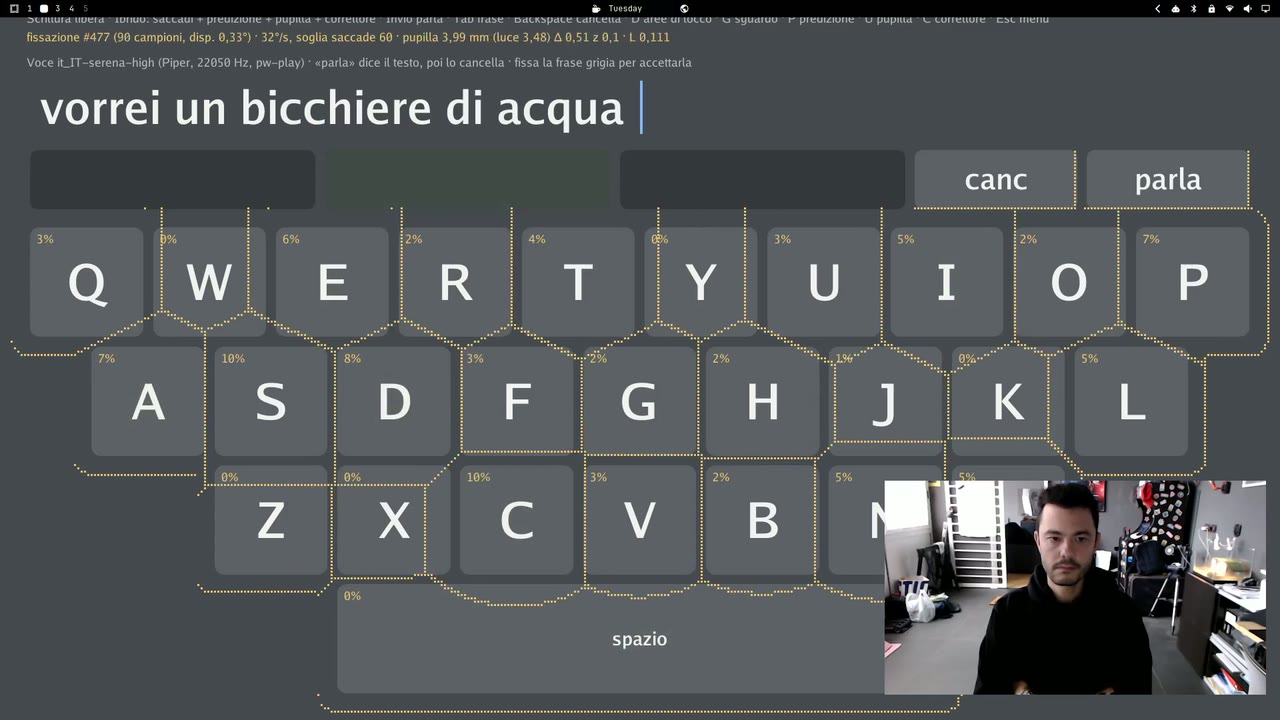 1 3 4 5 Tuesday
Scrittura libera · Ibrido: saccadi + predizione + pupilla + correttore · Invio parla · Tab frase · Backspace cancella · D aree di tocco · G sguardo · P predizione · U pupilla · C correttore · Esc menu
fissazione #477 (90 campioni, disp. 0,33°) · 32°/s, soglia saccade 60 · pupilla 3,99 mm (luce 3,48) Δ 0,51 z 0,1 · L 0,111
Voce it_IT-serena-high (Piper, 22050 Hz, pw-play) · «parla» dice il testo, poi lo cancella · fissa la frase grigia per accettarla
vorrei un bicchiere di acqua
canc parla
3% 0% 6% 2% 4% 0% 3% 5% 2% 7%
Q W E R T Y U I O P
7% 10% 8% 3% 2% 2% 1% 0% 5%
A S D F G H J K L
0% 0% 10% 3% 2% 5% 5%
Z X C V B N
0%
spazio